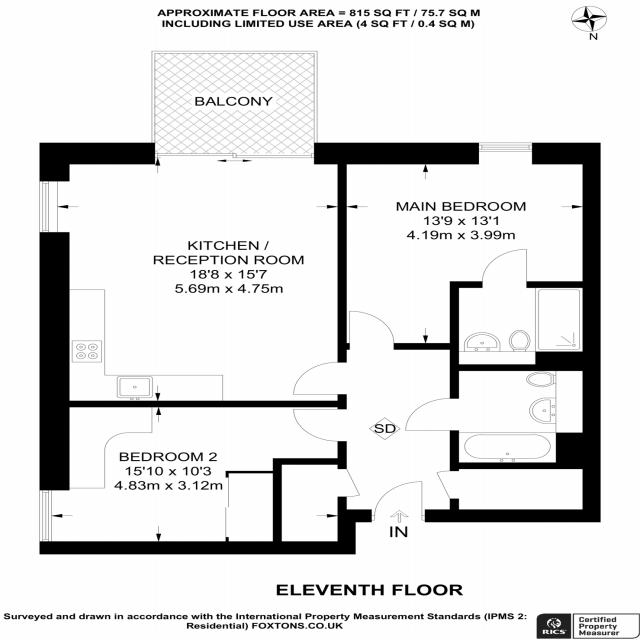 APPROXIMATE FLOOR AREA = 815 SQ FT / 75.7 SQ M
INCLUDING LIMITED USE AREA (4 SQ FT / 0.4 SQ M)
N
BALCONY
MAIN BEDROOM
13'9 x 13'1
4.19m x 3.99m
KITCHEN /
RECEPTION ROOM
18'8 x 15'7
5.69m x 4.75m
SD
BEDROOM 2
15'10 x 10'3
4.83m x 3.12m
IN
ELEVENTH FLOOR
Surveyed and drawn in accordance with the International Property Measurement Standards (IPMS 2:
Residential) FOXTONS.CO.UK
RICS
Certified
Property
Measurer